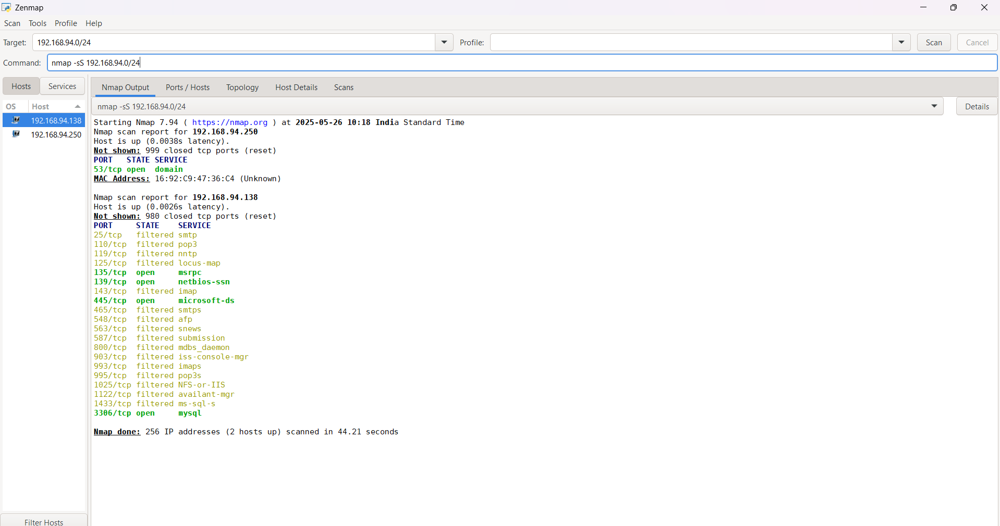 Zenmap
Scan Tools Profile Help
Target: 192.168.94.0/24 Profile: Scan Cancel
Command: nmap -sS 192.168.94.0/24
Hosts Services
Nmap Output Ports / Hosts Topology Host Details Scans
OS Host
192.168.94.138
192.168.94.250
nmap -sS 192.168.94.0/24 Details
Starting Nmap 7.94 ( https://nmap.org ) at 2025-05-26 10:18 India Standard Time
Nmap scan report for 192.168.94.250
Host is up (0.0038s latency).
Not shown: 999 closed tcp ports (reset)
PORT   STATE SERVICE
53/tcp open  domain
MAC Address: 16:92:C9:47:36:C4 (Unknown)
Nmap scan report for 192.168.94.138
Host is up (0.0026s latency).
Not shown: 980 closed tcp ports (reset)
PORT     STATE    SERVICE
25/tcp   filtered smtp
110/tcp  filtered pop3
119/tcp  filtered nntp
125/tcp  filtered locus-map
135/tcp  open     msrpc
139/tcp  open     netbios-ssn
143/tcp  filtered imap
445/tcp  open     microsoft-ds
465/tcp  filtered smtps
548/tcp  filtered afp
563/tcp  filtered snews
587/tcp  filtered submission
800/tcp  filtered mdbs_daemon
903/tcp  filtered iss-console-mgr
993/tcp  filtered imaps
995/tcp  filtered pop3s
1025/tcp filtered NFS-or-IIS
1122/tcp filtered availant-mgr
1433/tcp filtered ms-sql-s
3306/tcp open     mysql
Nmap done: 256 IP addresses (2 hosts up) scanned in 44.21 seconds
Filter Hosts